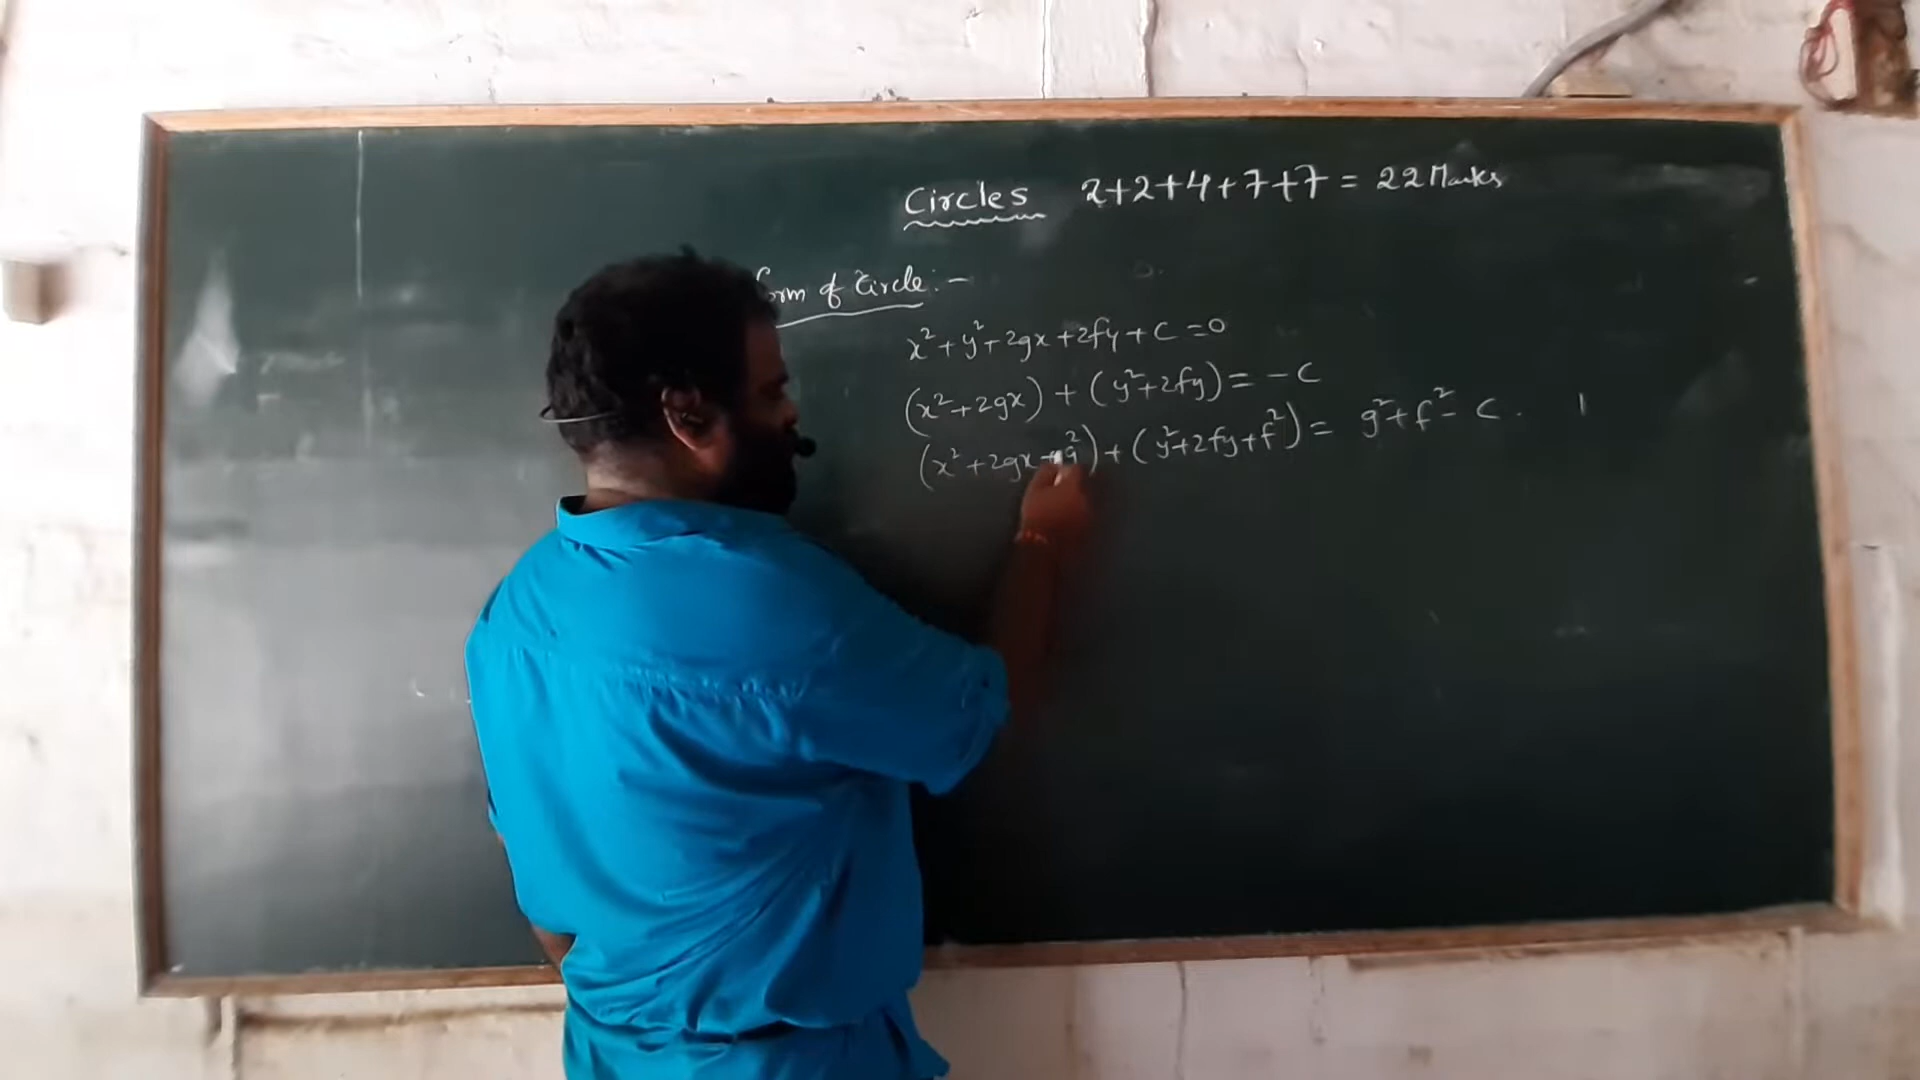 Circles 2+2+4+7+7 = 22 Marks
of Circle :-
x²+y²+2gx+2fy+c=0
(x²+2gx)+(y²+2fy)=-c
(x²+2gx+g²)+(y²+2fy+f²)= g²+f²-c.